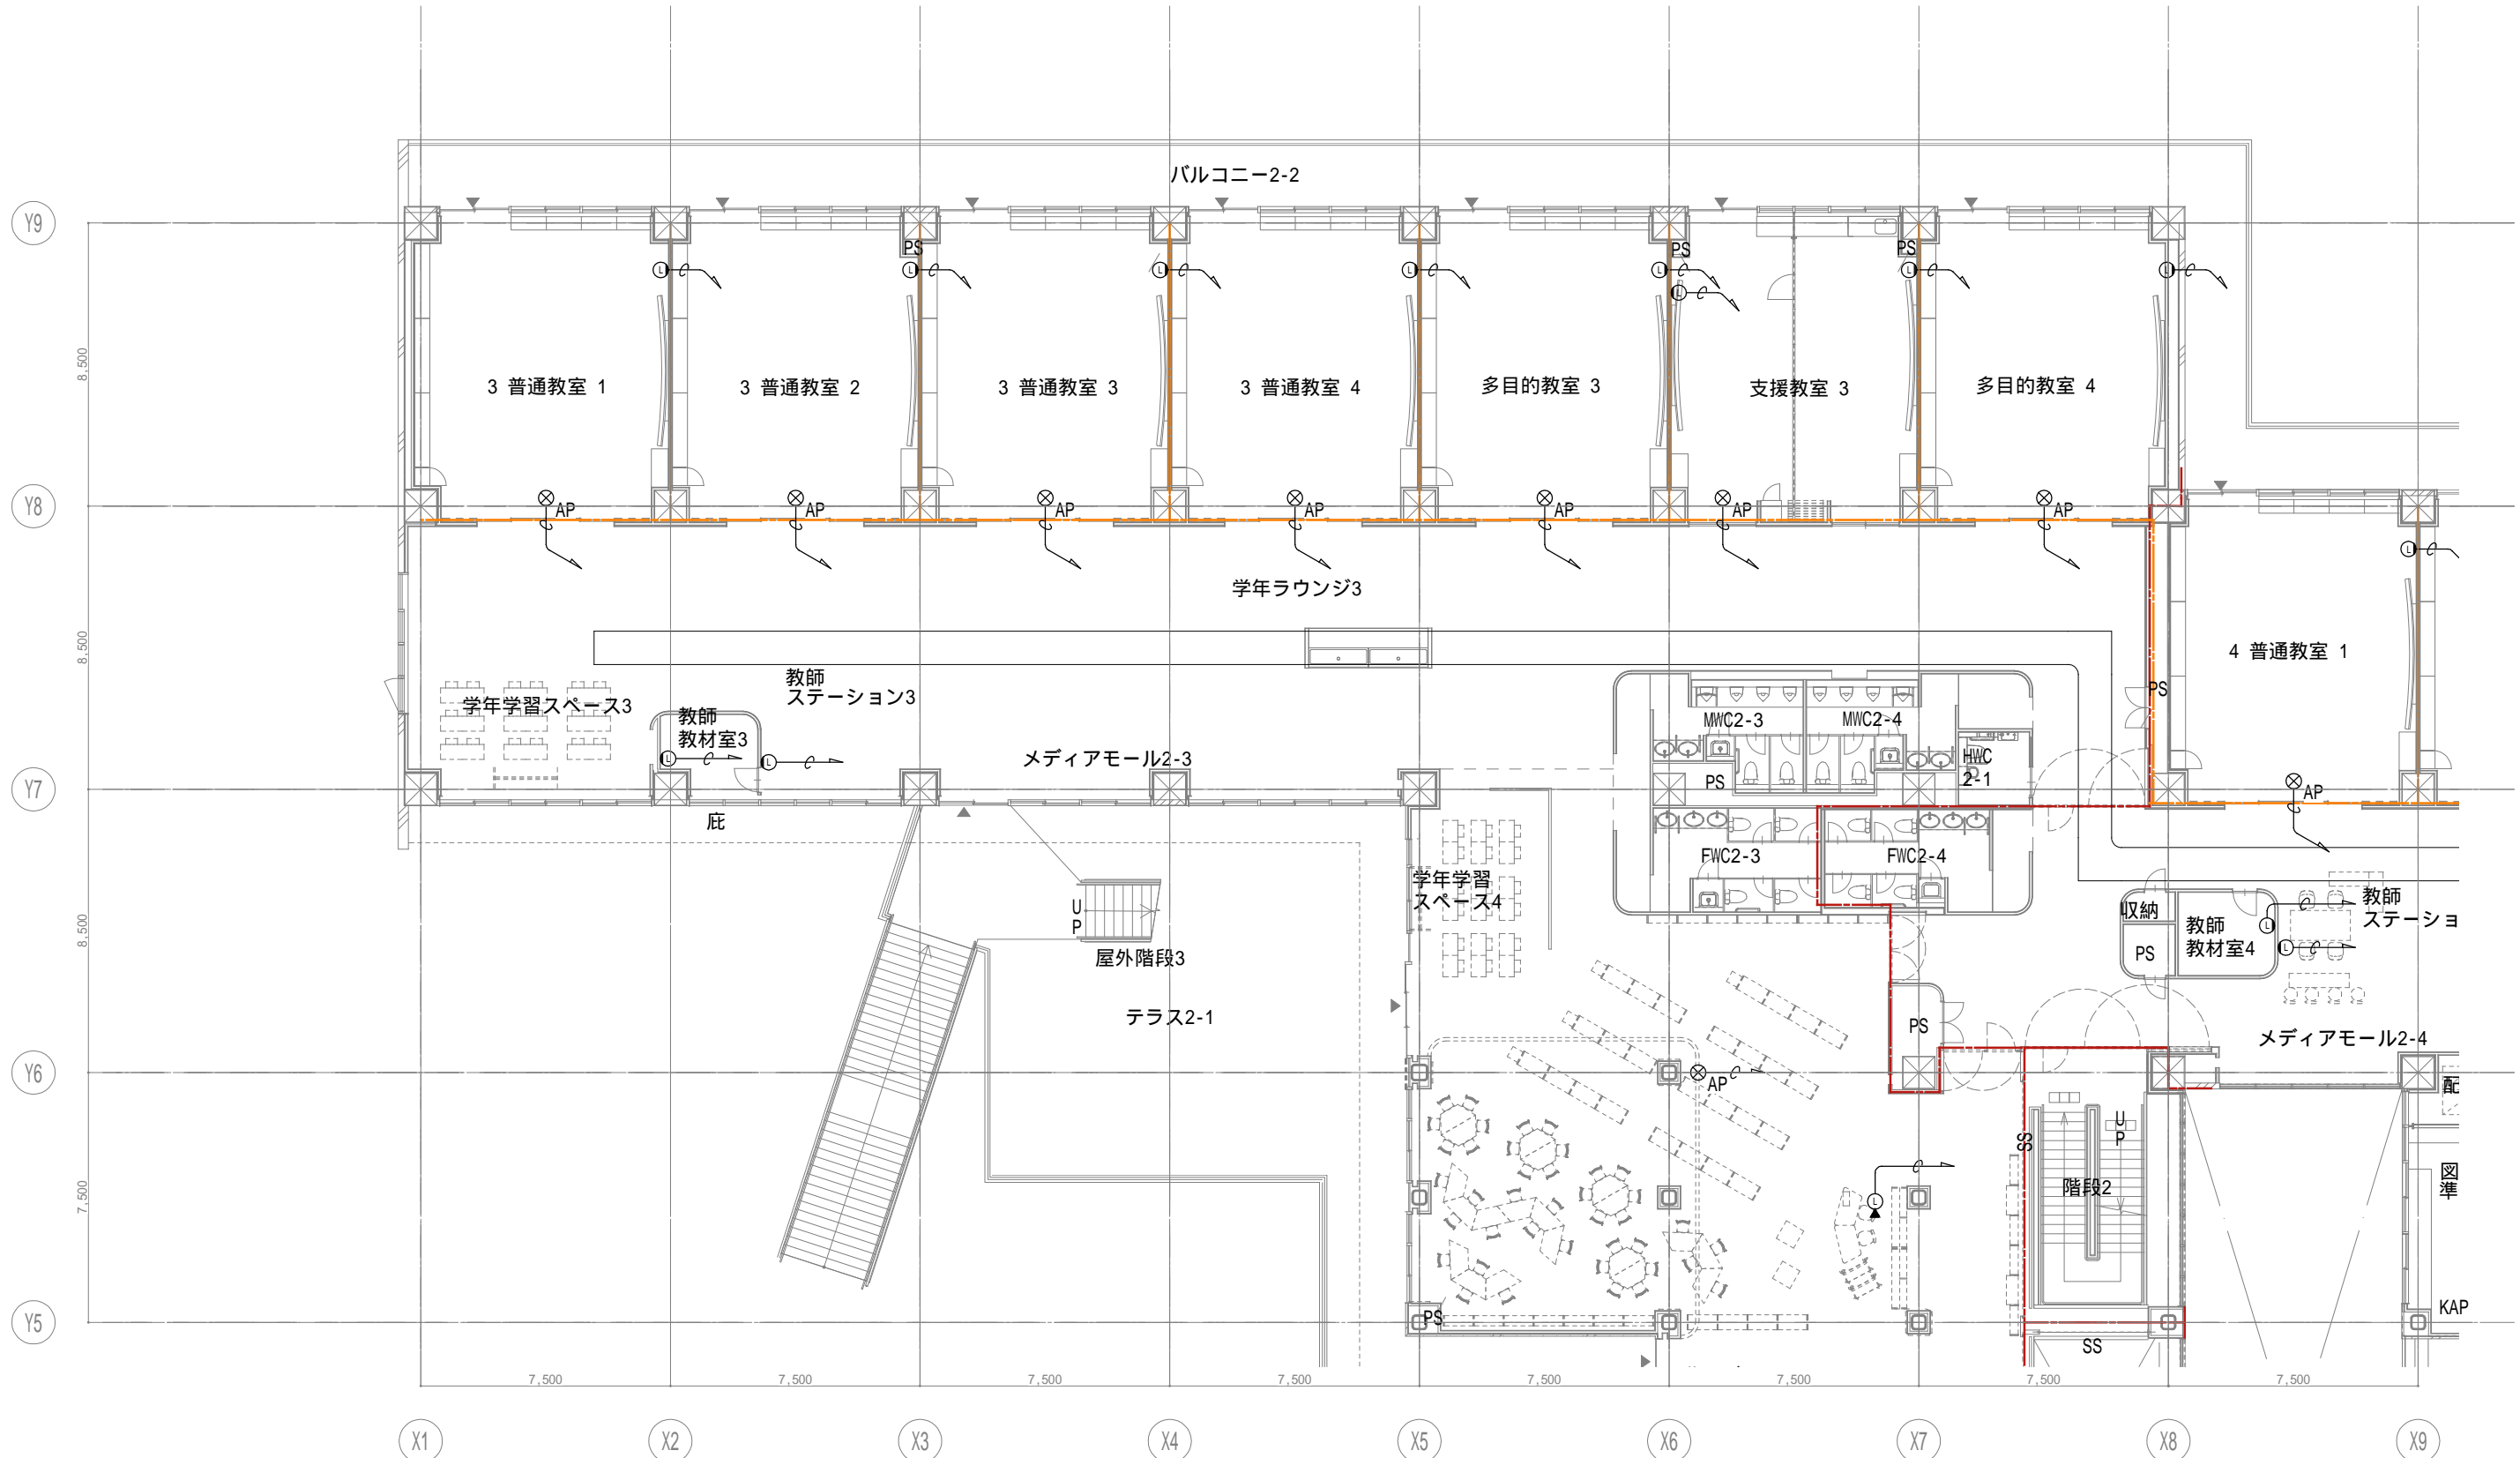 バルコニー2-2
Y9
PS
PS
PS
L
L
L
L
L
L
L
L
8,500
3 普通教室 1
3 普通教室 2
3 普通教室 3
3 普通教室 4
多目的教室 3
支援教室 3
多目的教室 4
Y8
AP
AP
AP
AP
AP
AP
AP
L
学年ラウンジ3
8,500
4 普通教室 1
教師
ステーション3
学年学習スペース3
教師
教材室3
L
L
PS
MWC2-3
MWC2-4
メディアモール2-3
HWC
2-1
PS
Y7
AP
庇
FWC2-3
FWC2-4
学年学習
スペース4
UP
屋外階段3
8,500
収納
PS
教師
教材室4
L
L
教師
ステーショ
テラス2-1
PS
メディアモール2-4
Y6
AP
配
UP
SS
図準
7,500
L
階段2
Y5
PS
KAP
SS
7,500
7,500
7,500
7,500
7,500
7,500
7,500
7,500
X1
X2
X3
X4
X5
X6
X7
X8
X9